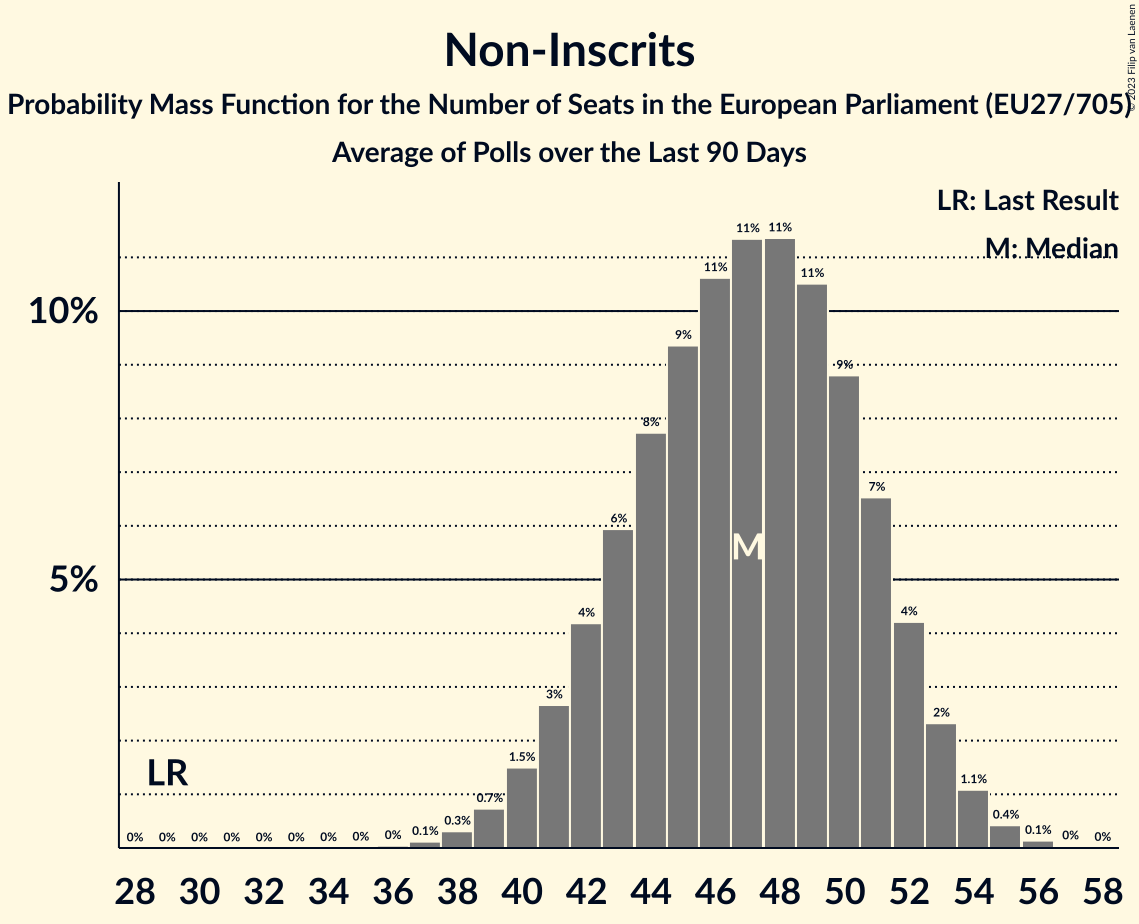 Non-Inscrits
Probability Mass Function for the Number of Seats in the European Parliament (EU27/705)
Average of Polls over the Last 90 Days
© 2023 Filip van Laenen
LR: Last Result
M: Median
10%
5%
0% 0% 0% 0% 0% 0% 0% 0% 0% 0.1% 0.3% 0.7% 1.5% 3% 4% 6% 8% 9% 11% 11% 11% 11% 9% 7% 4% 2% 1.1% 0.4% 0.1% 0% 0%
LR
M
28 30 32 34 36 38 40 42 44 46 48 50 52 54 56 58